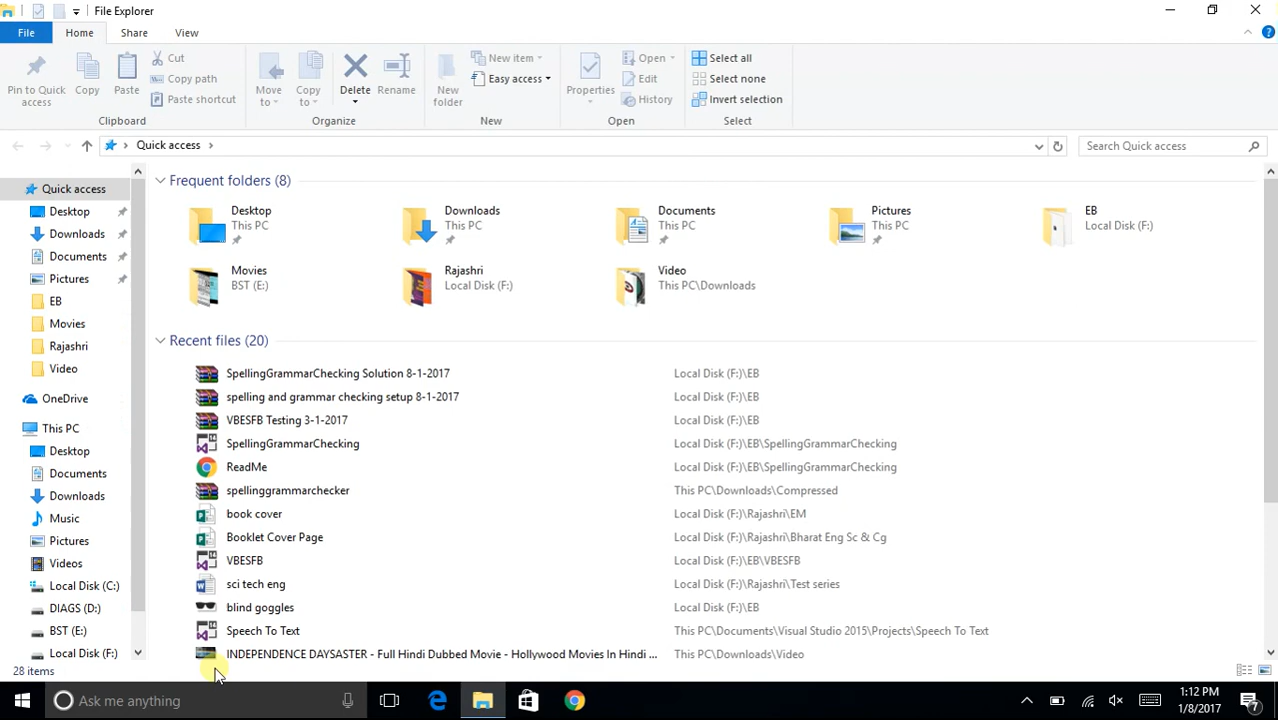 File Explorer
File Home Share View
Pin to Quick access
Copy
Paste
Cut
Copy path
Paste shortcut
Clipboard
Move to
Copy to
Delete
Rename
Organize
New folder
New item
Easy access
New
Properties
Open
Edit
History
Open
Select all
Select none
Invert selection
Select
Quick access
Search Quick access
Quick access
Desktop
Downloads
Documents
Pictures
EB
Movies
Rajashri
Video
OneDrive
This PC
Desktop
Documents
Downloads
Music
Pictures
Videos
Local Disk (C:)
DIAGS (D:)
BST (E:)
Local Disk (F:)
Frequent folders (8)
Desktop
This PC
Downloads
This PC
Documents
This PC
Pictures
This PC
EB
Local Disk (F:)
Movies
BST (E:)
Rajashri
Local Disk (F:)
Video
This PC\Downloads
Recent files (20)
SpellingGrammarChecking Solution 8-1-2017 Local Disk (F:)\EB
spelling and grammar checking setup 8-1-2017 Local Disk (F:)\EB
VBESFB Testing 3-1-2017 Local Disk (F:)\EB
SpellingGrammarChecking Local Disk (F:)\EB\SpellingGrammarChecking
ReadMe Local Disk (F:)\EB\SpellingGrammarChecking
spellinggrammarchecker This PC\Downloads\Compressed
book cover Local Disk (F:)\Rajashri\EM
Booklet Cover Page Local Disk (F:)\Rajashri\Bharat Eng Sc & Cg
VBESFB Local Disk (F:)\EB\VBESFB
sci tech eng Local Disk (F:)\Rajashri\Test series
blind goggles Local Disk (F:)\EB
Speech To Text This PC\Documents\Visual Studio 2015\Projects\Speech To Text
INDEPENDENCE DAYSASTER - Full Hindi Dubbed Movie - Hollywood Movies In Hindi ... This PC\Downloads\Video
28 items
Ask me anything
1:12 PM
1/8/2017
7